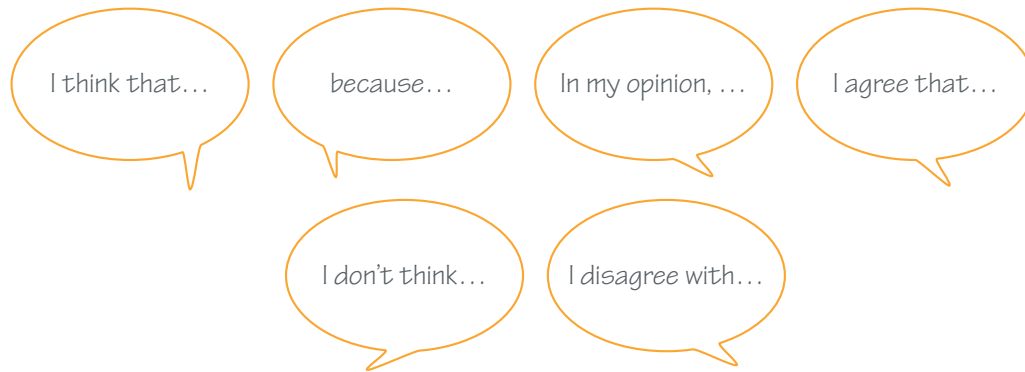 I think that...
because...
In my opinion, ...
I agree that...
I don't think...
I disagree with...